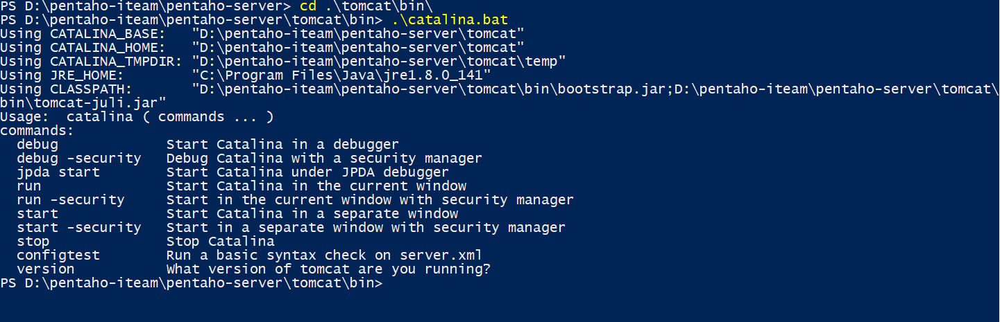 PS D:\pentaho-iteam\pentaho-server> cd .\tomcat\bin\
PS D:\pentaho-iteam\pentaho-server\tomcat\bin> .\catalina.bat
Using CATALINA_BASE:   "D:\pentaho-iteam\pentaho-server\tomcat"
Using CATALINA_HOME:   "D:\pentaho-iteam\pentaho-server\tomcat"
Using CATALINA_TMPDIR: "D:\pentaho-iteam\pentaho-server\tomcat\temp"
Using JRE_HOME:        "C:\Program Files\Java\jre1.8.0_141"
Using CLASSPATH:       "D:\pentaho-iteam\pentaho-server\tomcat\bin\bootstrap.jar;D:\pentaho-iteam\pentaho-server\tomcat\
bin\tomcat-juli.jar"
Usage:  catalina ( commands ... )
commands:
  debug             Start Catalina in a debugger
  debug -security   Debug Catalina with a security manager
  jpda start        Start Catalina under JPDA debugger
  run               Start Catalina in the current window
  run -security     Start in the current window with security manager
  start             Start Catalina in a separate window
  start -security   Start in a separate window with security manager
  stop              Stop Catalina
  configtest        Run a basic syntax check on server.xml
  version           What version of tomcat are you running?
PS D:\pentaho-iteam\pentaho-server\tomcat\bin>